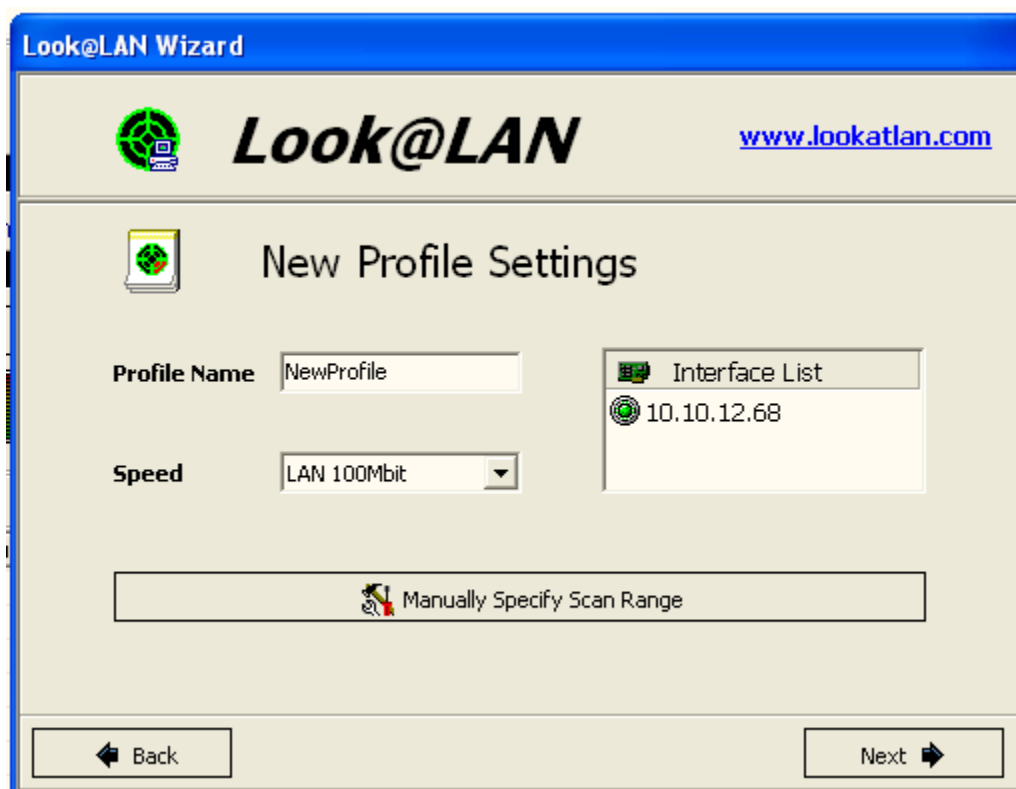 Look@LAN Wizard
Look@LAN
www.lookatlan.com
New Profile Settings
Profile Name
NewProfile
Interface List
10.10.12.68
Speed
LAN 100Mbit
Manually Specify Scan Range
Back
Next